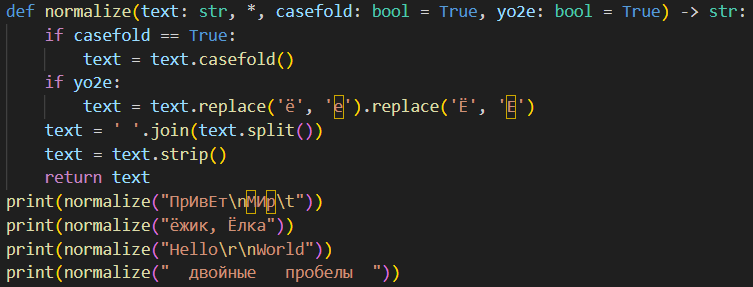 def normalize(text: str, *, casefold: bool = True, yo2e: bool = True) -> str:
    if casefold == True:
        text = text.casefold()
    if yo2e:
        text = text.replace('ё', 'е').replace('Ё', 'Е')
    text = ' '.join(text.split())
    text = text.strip()
    return text
print(normalize("ПрИвЕт\nМИр\t"))
print(normalize("ёжик, Ёлка"))
print(normalize("Hello\r\nWorld"))
print(normalize("  двойные   пробелы  "))